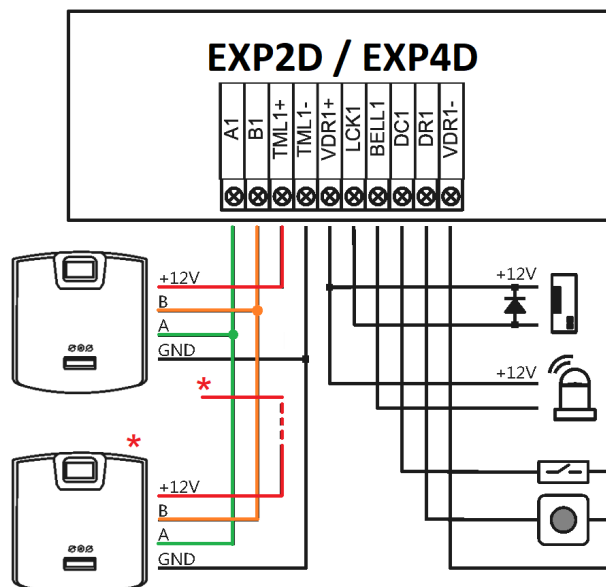 EXP2D / EXP4D
A1
B1
TML1+
TML1-
VDR1+
LCK1
BELL1
DC1
DR1
VDR1-
+12V
B
A
GND
+12V
+12V
*
*
+12V
B
A
GND